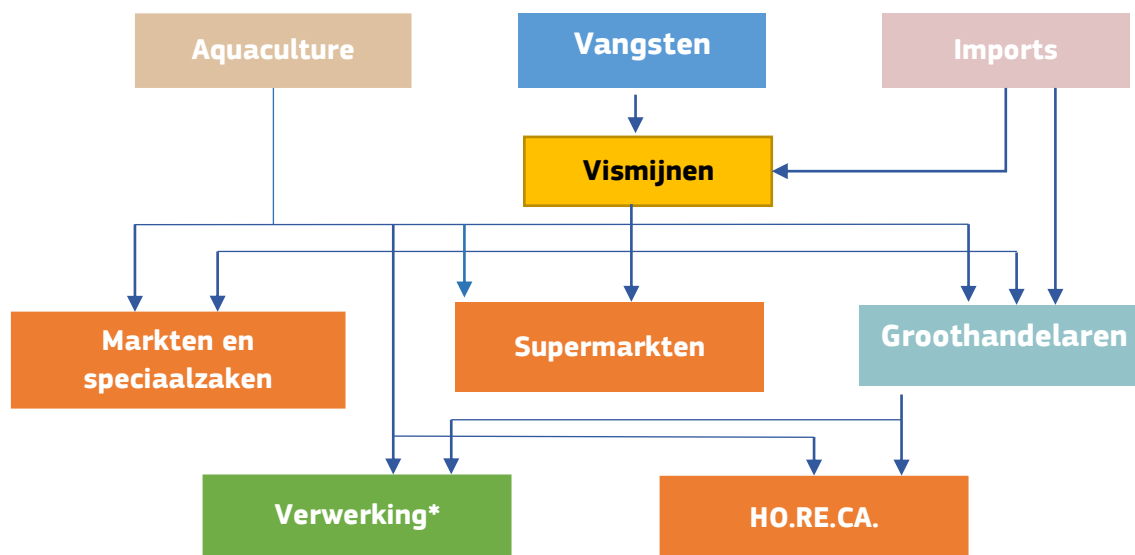 Aquaculture
Vangsten
Imports
Vismijnen
Markten en
speciaalzaken
Supermarkten
Groothandelaren
Verwerking*
HO.RE.CA.